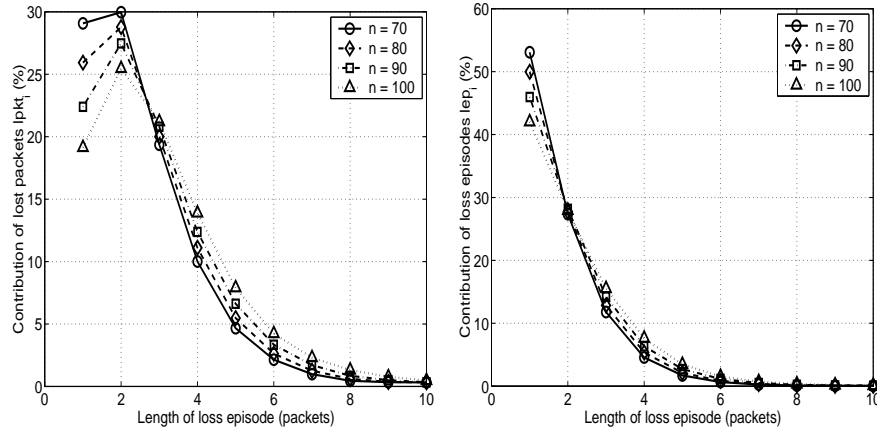 30
25
20
15
10
5
0
Contribution of lost packets lpkt_i (%)
n = 70
n = 80
n = 90
n = 100
0 2 4 6 8 10
Length of loss episode (packets)
60
50
40
30
20
10
0
Contribution of loss episodes lep_i (%)
n = 70
n = 80
n = 90
n = 100
0 2 4 6 8 10
Length of loss episode (packets)